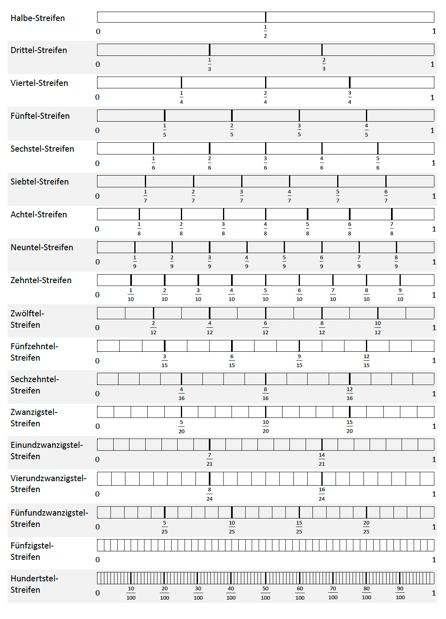 Halbe-Streifen
0 1/2 1
Drittel-Streifen
0 1/3 2/3 1
Viertel-Streifen
0 1/4 2/4 3/4 1
Fünftel-Streifen
0 1/5 2/5 3/5 4/5 1
Sechstel-Streifen
0 1/6 2/6 3/6 4/6 5/6 1
Siebtel-Streifen
0 1/7 2/7 3/7 4/7 5/7 6/7 1
Achtel-Streifen
0 1/8 2/8 3/8 4/8 5/8 6/8 7/8 1
Neuntel-Streifen
0 1/9 2/9 3/9 4/9 5/9 6/9 7/9 8/9 1
Zehntel-Streifen
0 1/10 2/10 3/10 4/10 5/10 6/10 7/10 8/10 9/10 1
Zwölftel-
Streifen
0 2/12 4/12 6/12 8/12 10/12 1
Fünfzehntel-
Streifen
0 3/15 6/15 9/15 12/15 1
Sechzehntel-
Streifen
0 4/16 8/16 12/16 1
Zwanzigstel-
Streifen
0 5/20 10/20 15/20 1
Einundzwanzigstel-
Streifen
0 7/21 14/21 1
Vierundzwanzigstel-
Streifen
0 8/24 16/24 1
Fünfundzwanzigstel-
Streifen
0 5/25 10/25 15/25 20/25 1
Fünfzigstel-
Streifen
0 1
Hundertstel-
Streifen
0 10/100 20/100 30/100 40/100 50/100 60/100 70/100 80/100 90/100 1